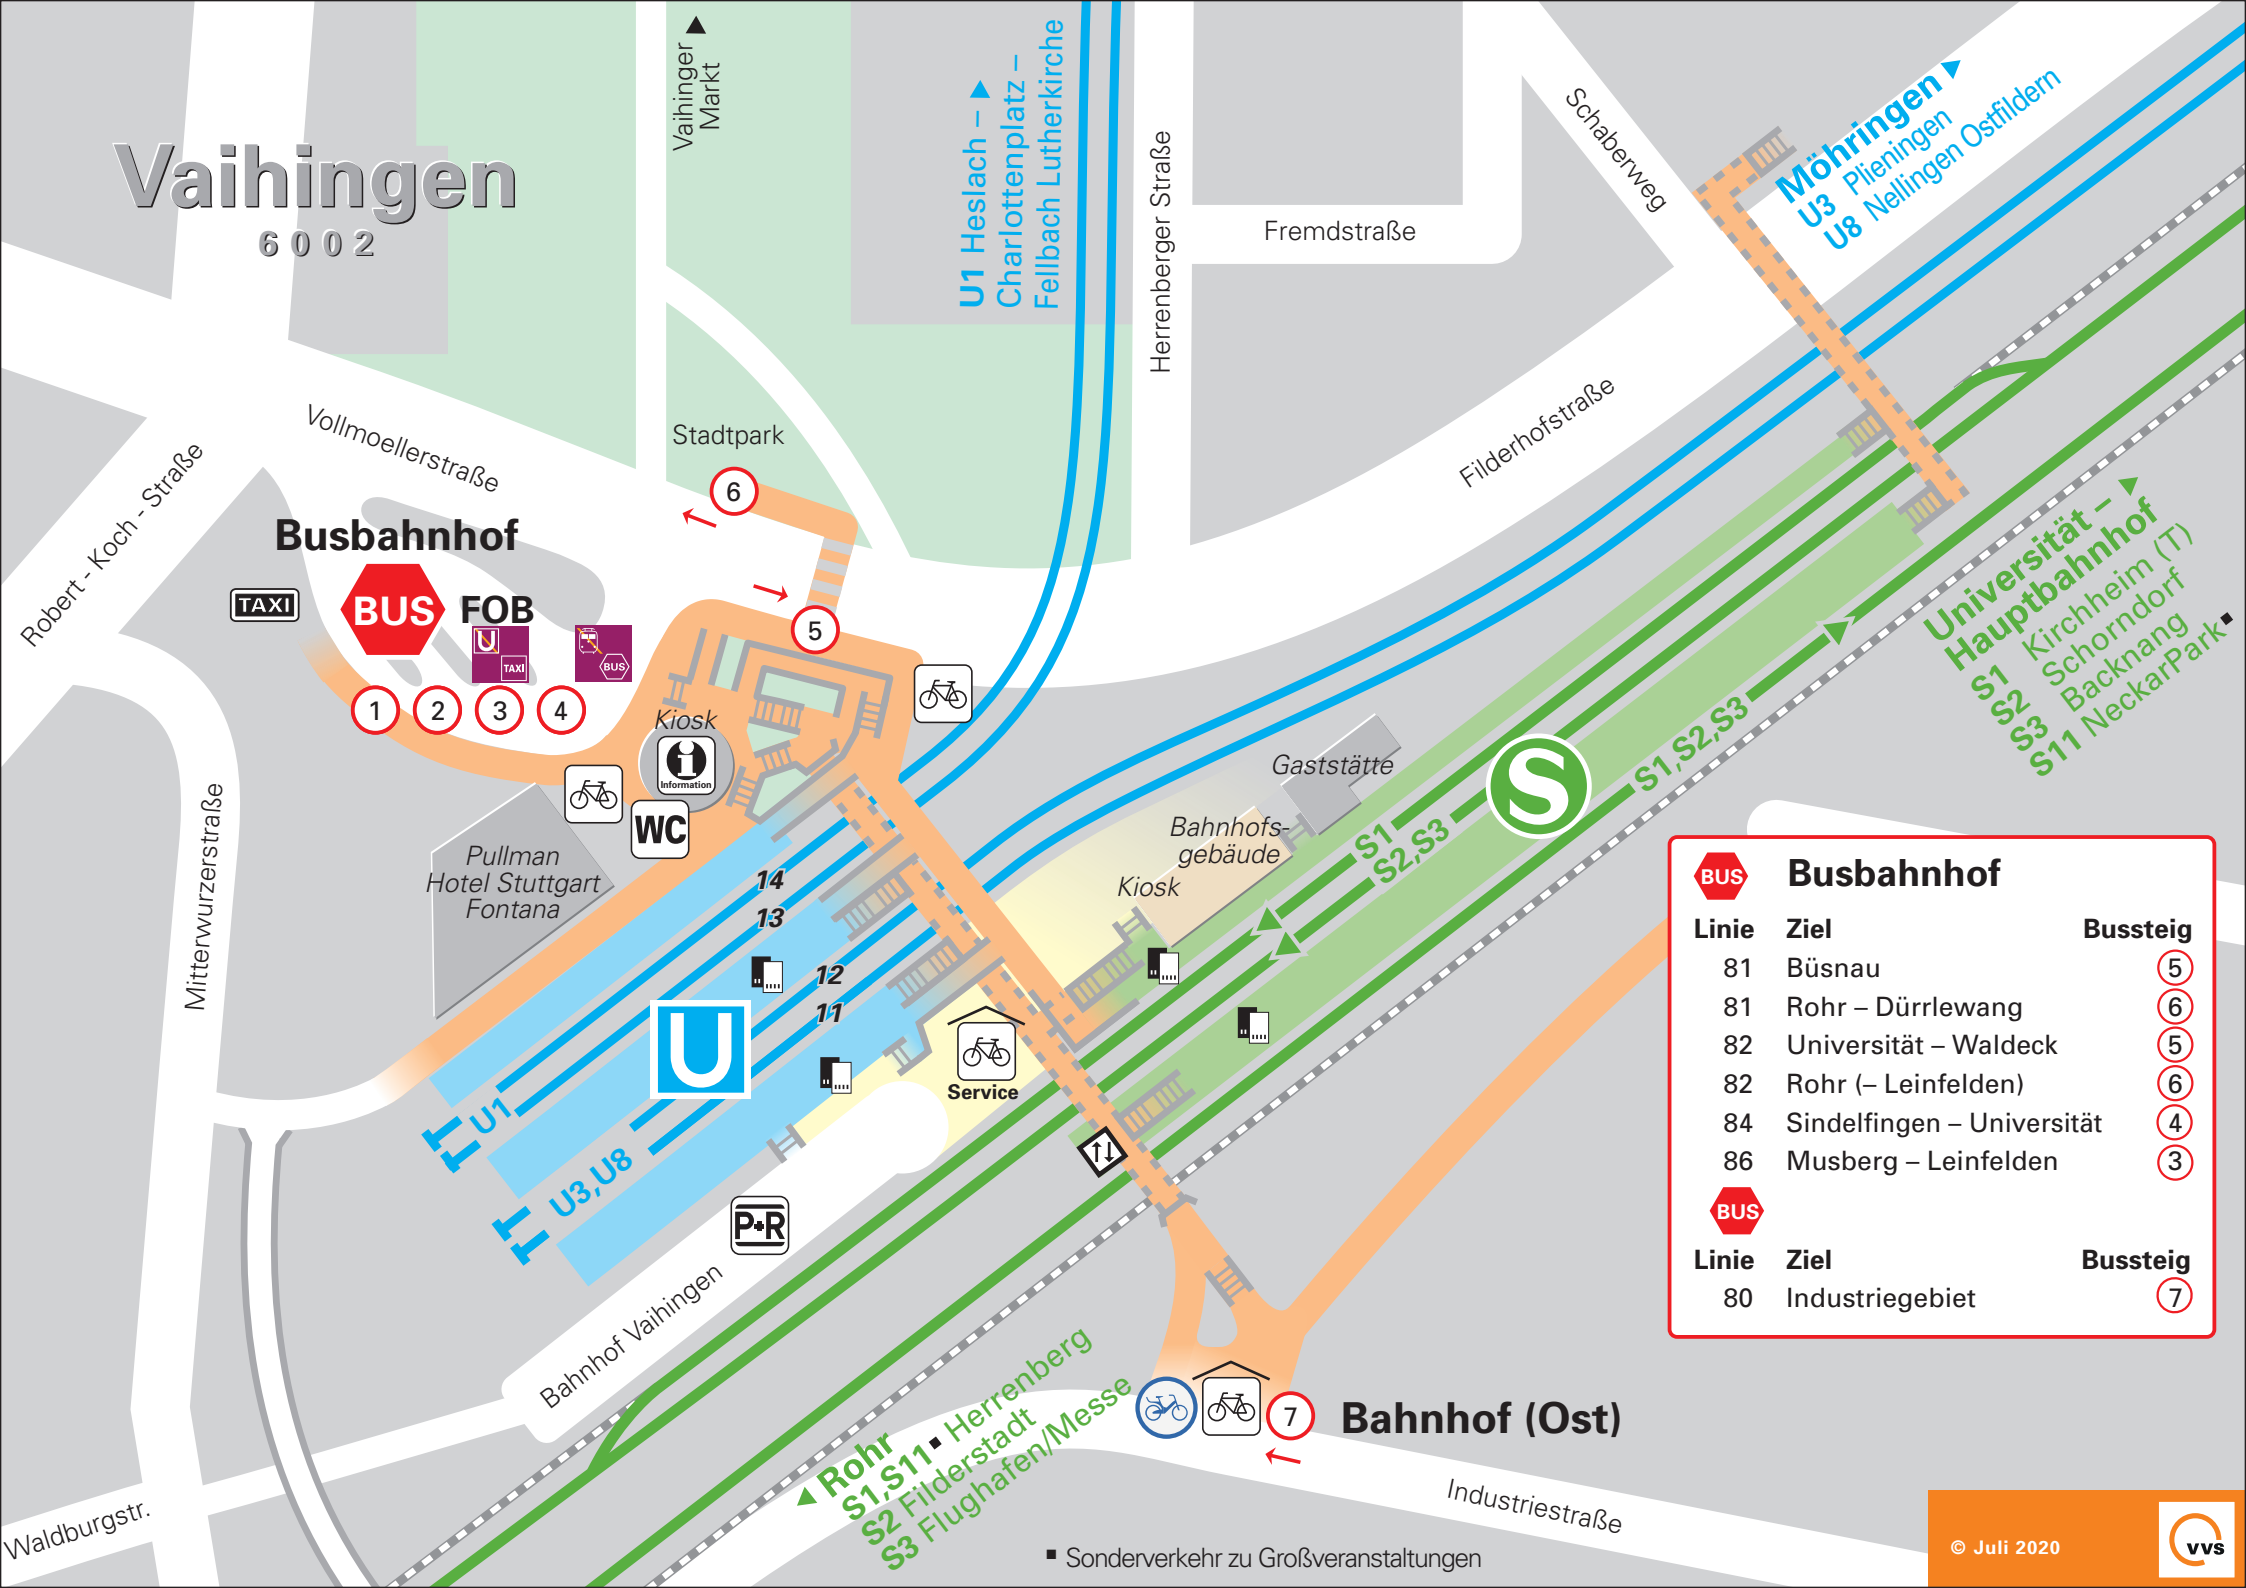 Vaihingen
6002
Vaihinger
Markt
U1 Heslach –
Charlottenplatz –
Fellbach Lutherkirche
Herrenberger Straße
Fremdstraße
Schaberweg
Möhringen
U3 Plieningen
U8 Nellingen Ostfildern
Filderhofstraße
Vollmoellerstraße
Robert - Koch - Straße
Stadtpark
6
5
Busbahnhof
TAXI
BUS
FOB
U
TAXI
BUS
1
2
3
4
Kiosk
i
Information
WC
Pullman
Hotel Stuttgart
Fontana
Mitterwurzerstraße
14
13
12
11
U
U1
U3,U8
Service
P+R
Bahnhof Vaihingen
Waldburgstr.
Gaststätte
Bahnhofs-
gebäude
Kiosk
S1
S2,S3
S
S1,S2,S3
Universität –
Hauptbahnhof
S1 Kirchheim (T)
S2 Schorndorf
S3 Backnang
S11 NeckarPark▪
BUS Busbahnhof
Linie Ziel Bussteig
81 Büsnau 5
81 Rohr – Dürrlewang 6
82 Universität – Waldeck 5
82 Rohr (– Leinfelden) 6
84 Sindelfingen – Universität 4
86 Musberg – Leinfelden 3
BUS
Linie Ziel Bussteig
80 Industriegebiet 7
Rohr
S1,S11▪ Herrenberg
S2 Filderstadt
S3 Flughafen/Messe
7
Bahnhof (Ost)
Industriestraße
▪ Sonderverkehr zu Großveranstaltungen
© Juli 2020
vvs